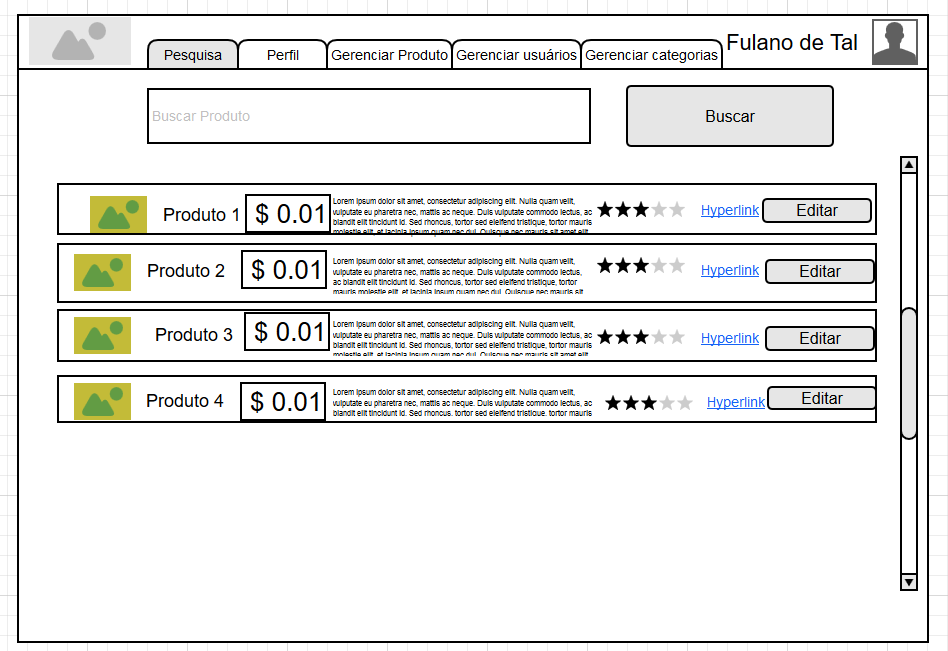 Pesquisa
Perfil
Gerenciar Produto
Gerenciar usuários
Gerenciar categorias
Fulano de Tal
Buscar Produto
Buscar
Produto 1
$ 0.01
Lorem ipsum dolor sit amet, consectetur adipiscing elit. Nulla quam velit,
vulputate eu pharetra nec, mattis ac neque. Duis vulputate commodo lectus, ac
blandit elit tincidunt id. Sed rhoncus, tortor sed eleifend tristique, tortor mauris
molestie elit, et lacinia ipsum quam nec dui. Quisque nec mauris sit amet elit
Hyperlink
Editar
Produto 2
$ 0.01
Lorem ipsum dolor sit amet, consectetur adipiscing elit. Nulla quam velit,
vulputate eu pharetra nec, mattis ac neque. Duis vulputate commodo lectus,
ac blandit elit tincidunt id. Sed rhoncus, tortor sed eleifend tristique, tortor
mauris molestie elit, et lacinia ipsum quam nec dui. Quisque nec mauris sit
Hyperlink
Editar
Produto 3
$ 0.01
Lorem ipsum dolor sit amet, consectetur adipiscing elit. Nulla quam velit,
vulputate eu pharetra nec, mattis ac neque. Duis vulputate commodo lectus, ac
blandit elit tincidunt id. Sed rhoncus, tortor sed eleifend tristique, tortor mauris
molestie elit, et lacinia ipsum quam nec dui. Quisque nec mauris sit amet elit
Hyperlink
Editar
Produto 4
$ 0.01
Lorem ipsum dolor sit amet, consectetur adipiscing elit. Nulla quam velit,
vulputate eu pharetra nec, mattis ac neque. Duis vulputate commodo lectus, ac
blandit elit tincidunt id. Sed rhoncus, tortor sed eleifend tristique, tortor mauris
Hyperlink
Editar